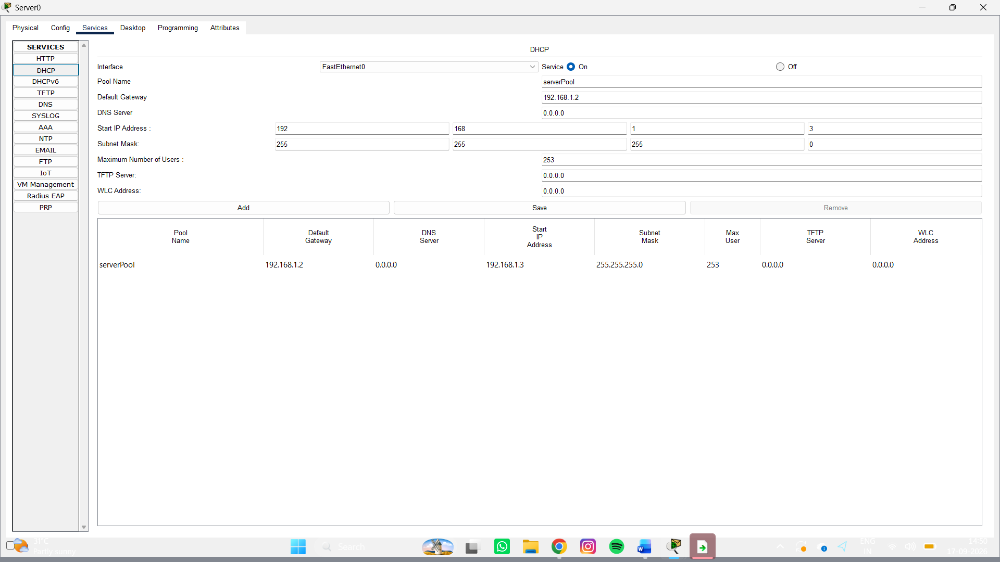 Server0
Physical Config Services Desktop Programming Attributes
SERVICES
HTTP
DHCP
DHCPv6
TFTP
DNS
SYSLOG
AAA
NTP
EMAIL
FTP
IoT
VM Management
Radius EAP
PRP
DHCP
Interface FastEthernet0 Service On Off
Pool Name serverPool
Default Gateway 192.168.1.2
DNS Server 0.0.0.0
Start IP Address : 192 168 1 3
Subnet Mask: 255 255 255 0
Maximum Number of Users : 253
TFTP Server: 0.0.0.0
WLC Address: 0.0.0.0
Add Save Remove
Pool Name Default Gateway DNS Server Start IP Address Subnet Mask Max User TFTP Server WLC Address
serverPool 192.168.1.2 0.0.0.0 192.168.1.3 255.255.255.0 253 0.0.0.0 0.0.0.0
31°C
Partly sunny
Search
W
ENG
IN
14:50
17-09-2026